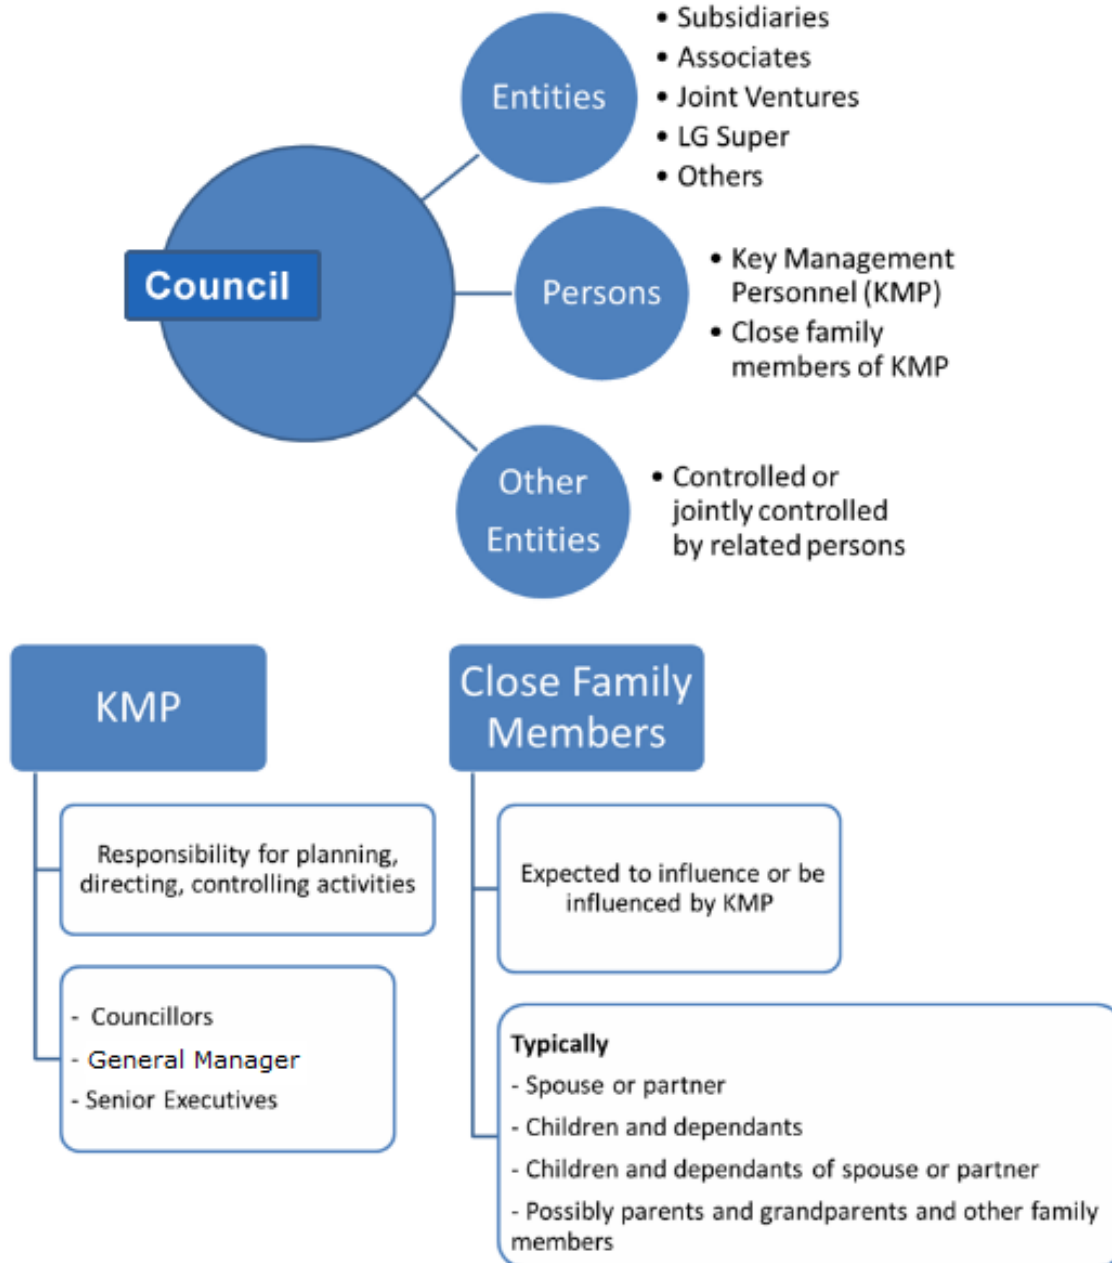 Entities
• Subsidiaries
• Associates
• Joint Ventures
• LG Super
• Others
Council
Persons
• Key Management
Personnel (KMP)
• Close family
members of KMP
Other
Entities
• Controlled or
jointly controlled
by related persons
KMP
Responsibility for planning,
directing, controlling activities
- Councillors
- General Manager
- Senior Executives
Close Family
Members
Expected to influence or be
influenced by KMP
Typically
- Spouse or partner
- Children and dependants
- Children and dependants of spouse or partner
- Possibly parents and grandparents and other family
members